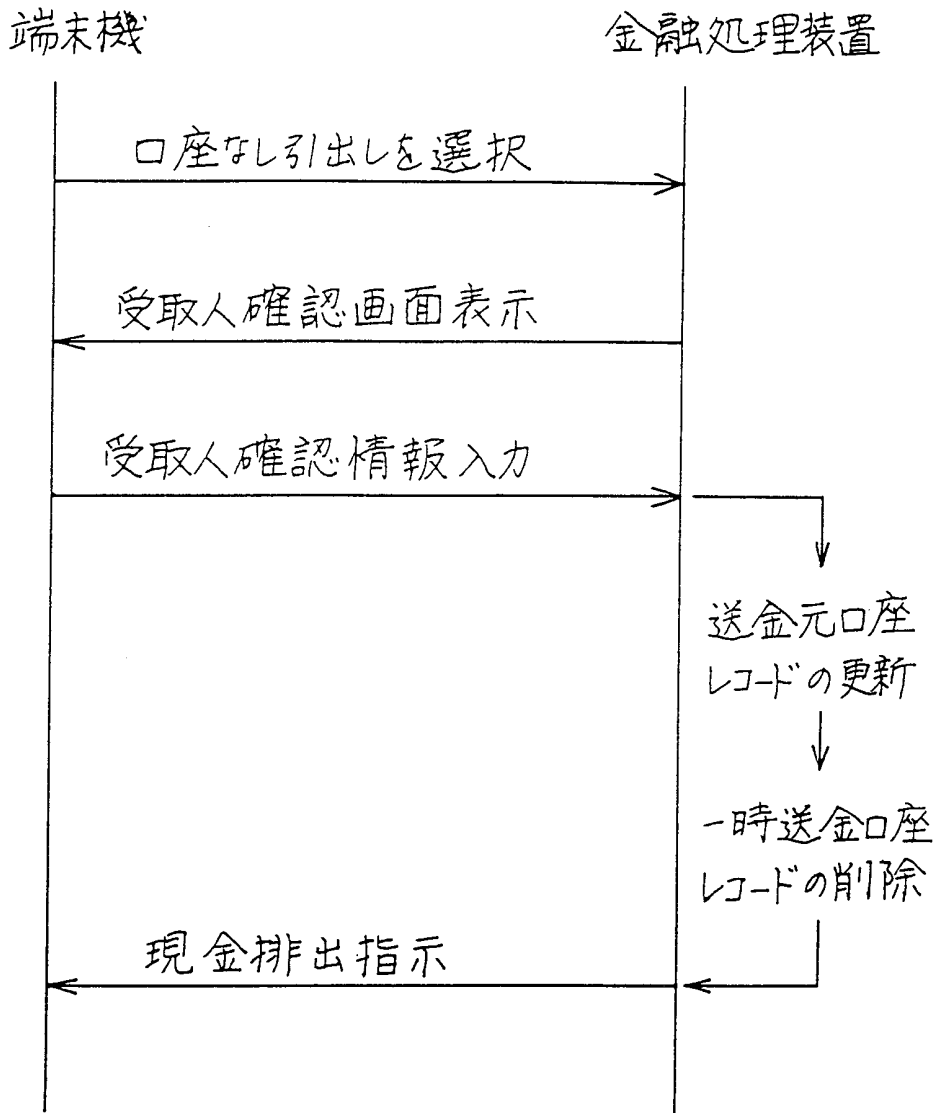 端末機
金融処理装置
口座なし引出しを選択
受取人確認画面表示
受取人確認情報入力
送金元口座
レコードの更新
一時送金口座
レコードの削除
現金排出指示